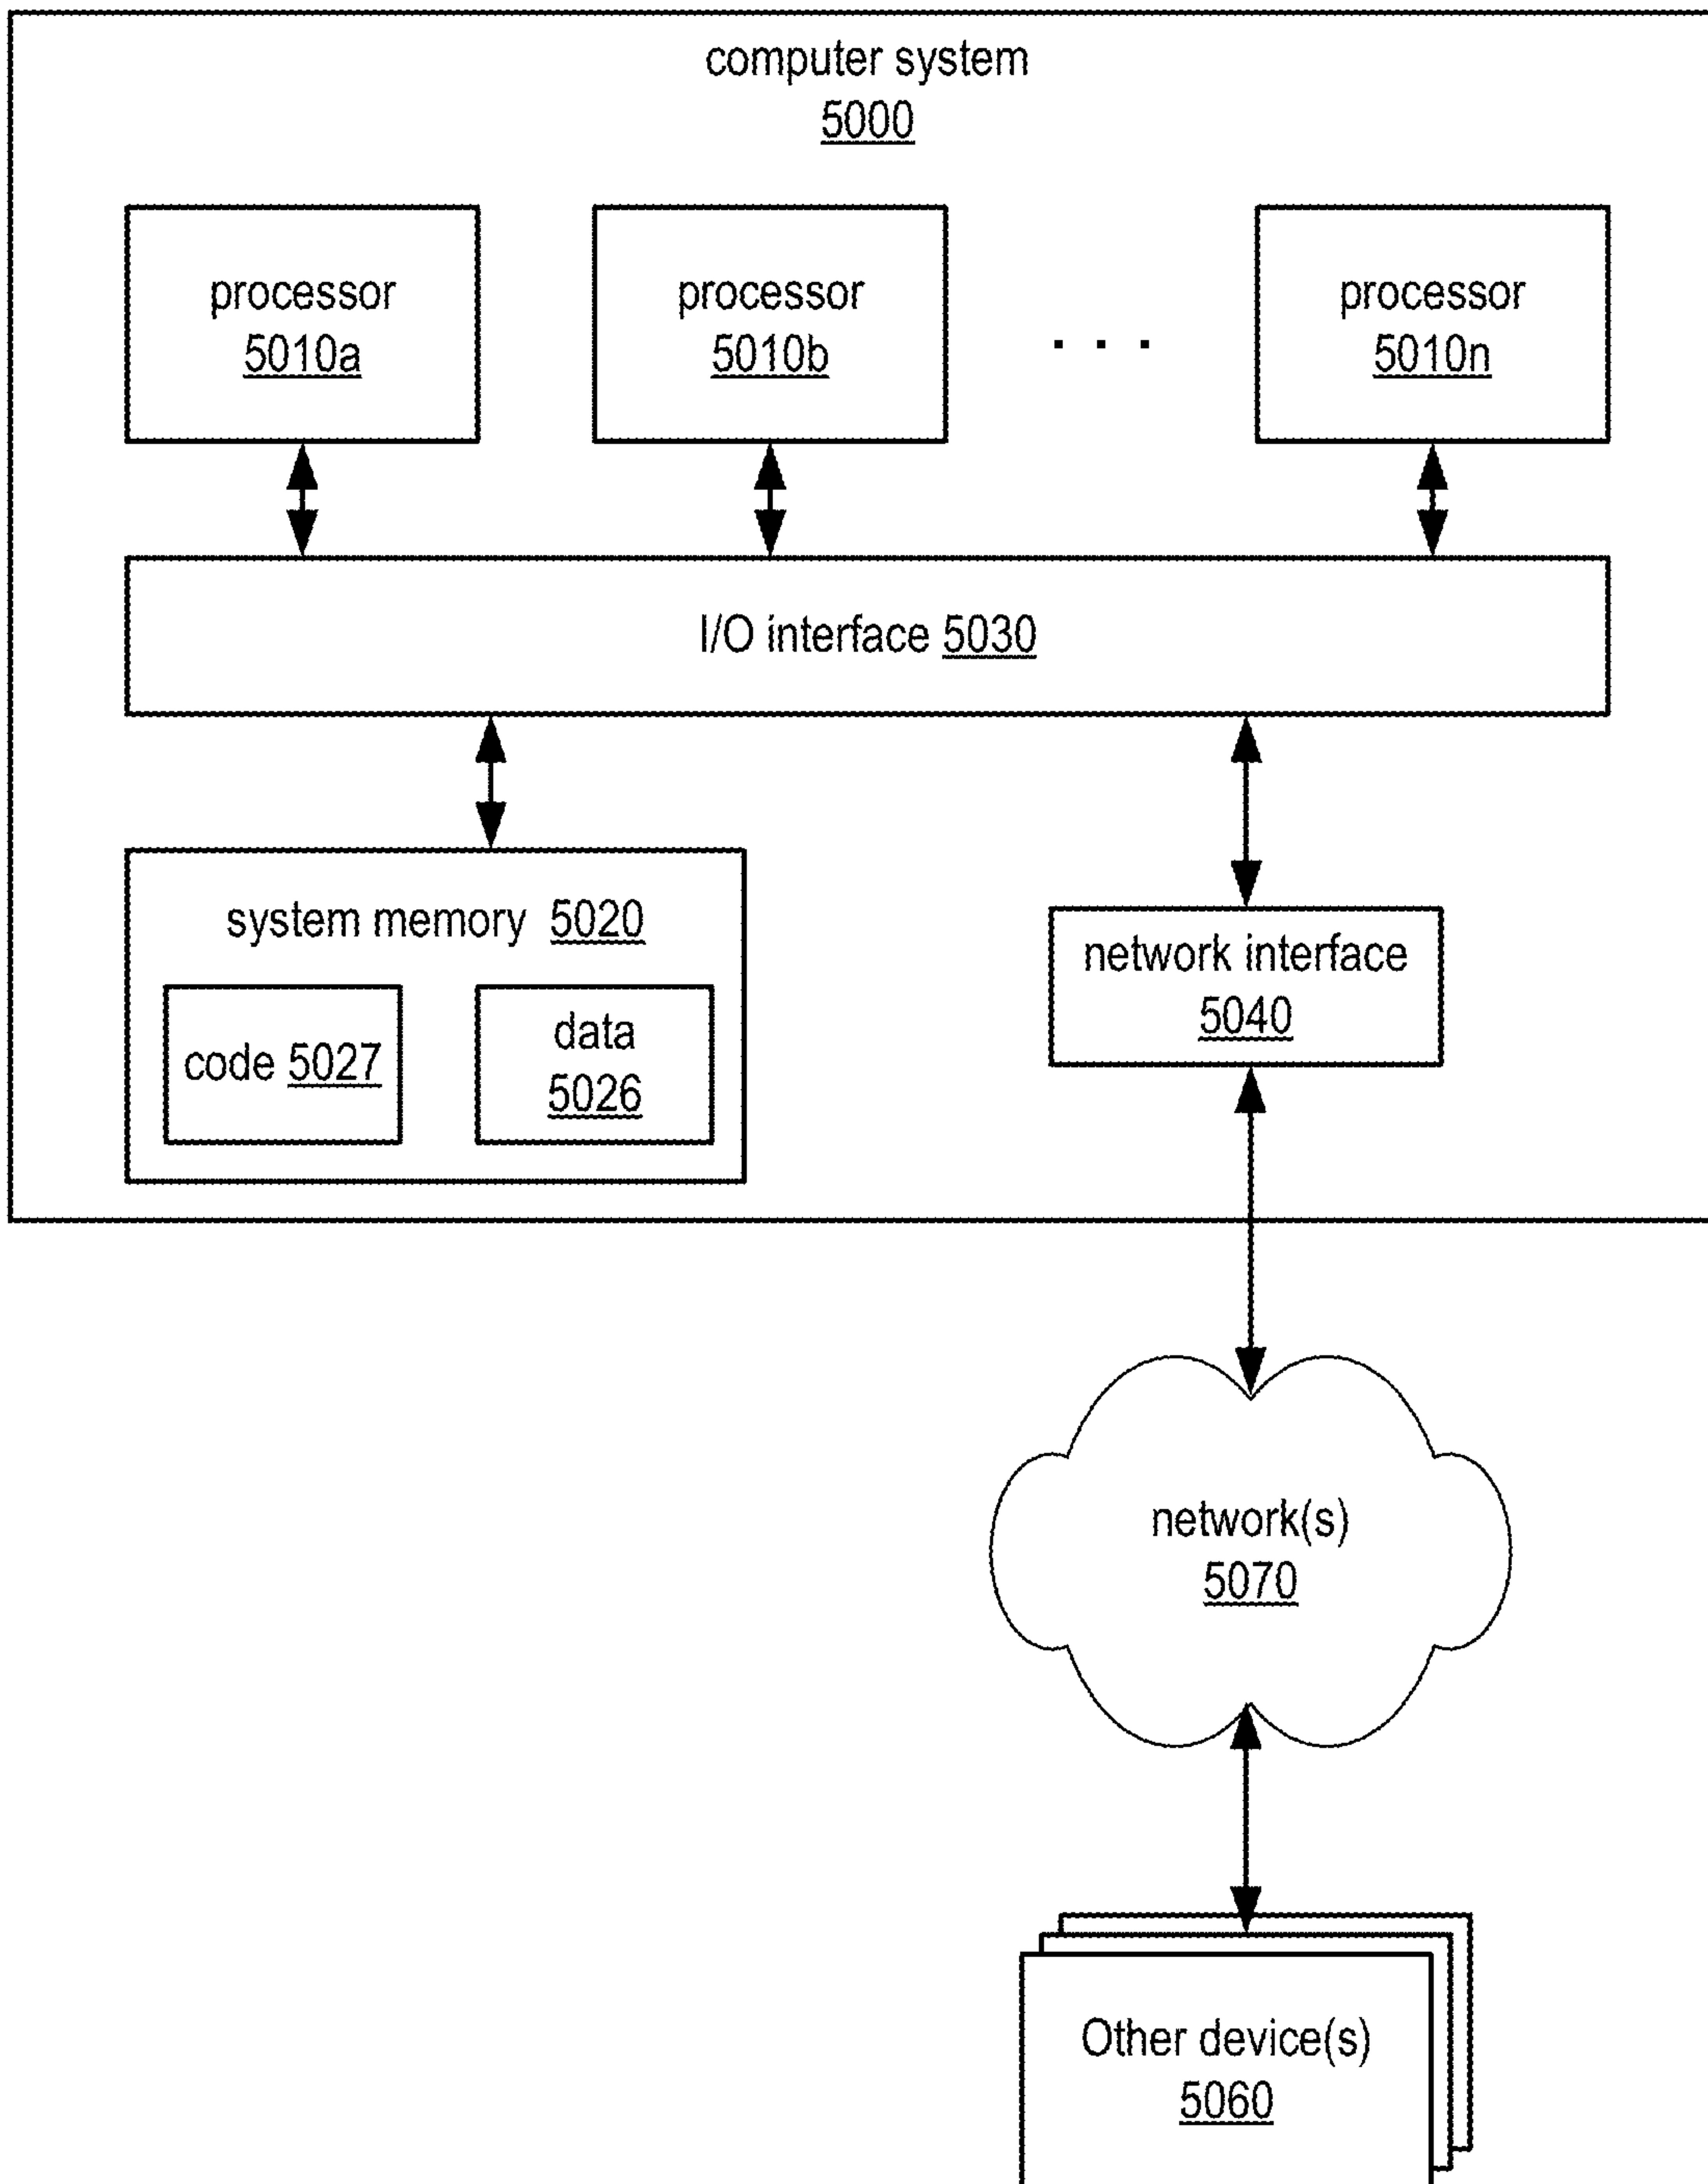 computer system
5000
processor
5010a
processor
5010b
. . .
processor
5010n
I/O interface 5030
system memory 5020
code 5027
data
5026
network interface
5040
network(s)
5070
Other device(s)
5060